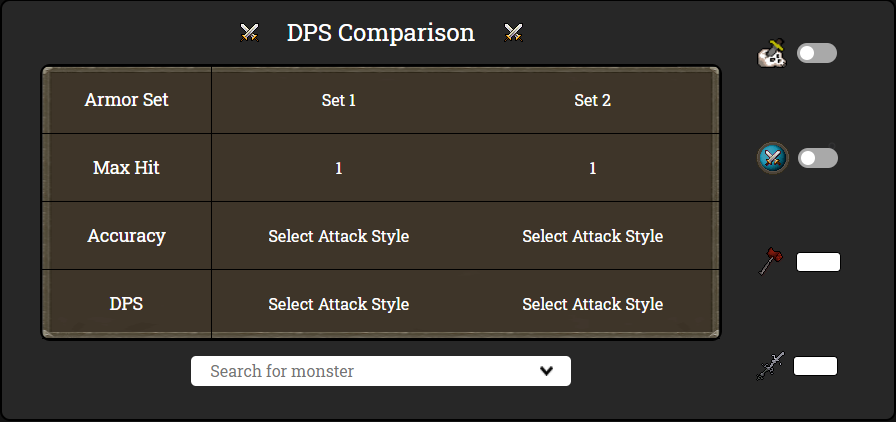 DPS Comparison
Armor Set Set 1 Set 2
Max Hit 1 1
Accuracy Select Attack Style Select Attack Style
DPS Select Attack Style Select Attack Style
Search for monster